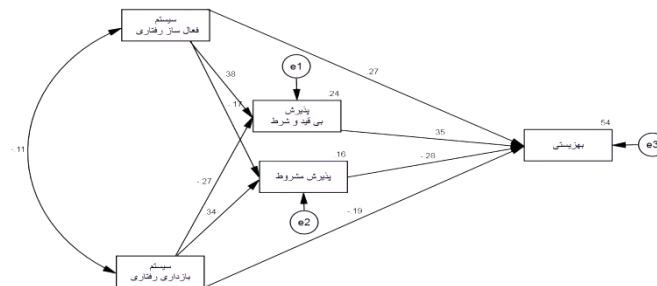 سیستم
فعال ساز رفتاری
.27
e1
.38
.24
-.17
پذیرش
بی قید و شرط
.54
.35
بهزیستی
e3
-.11
.16
-.28
پذیرش مشروط
-.27
.34
-.19
e2
سیستم
بازداری رفتاری